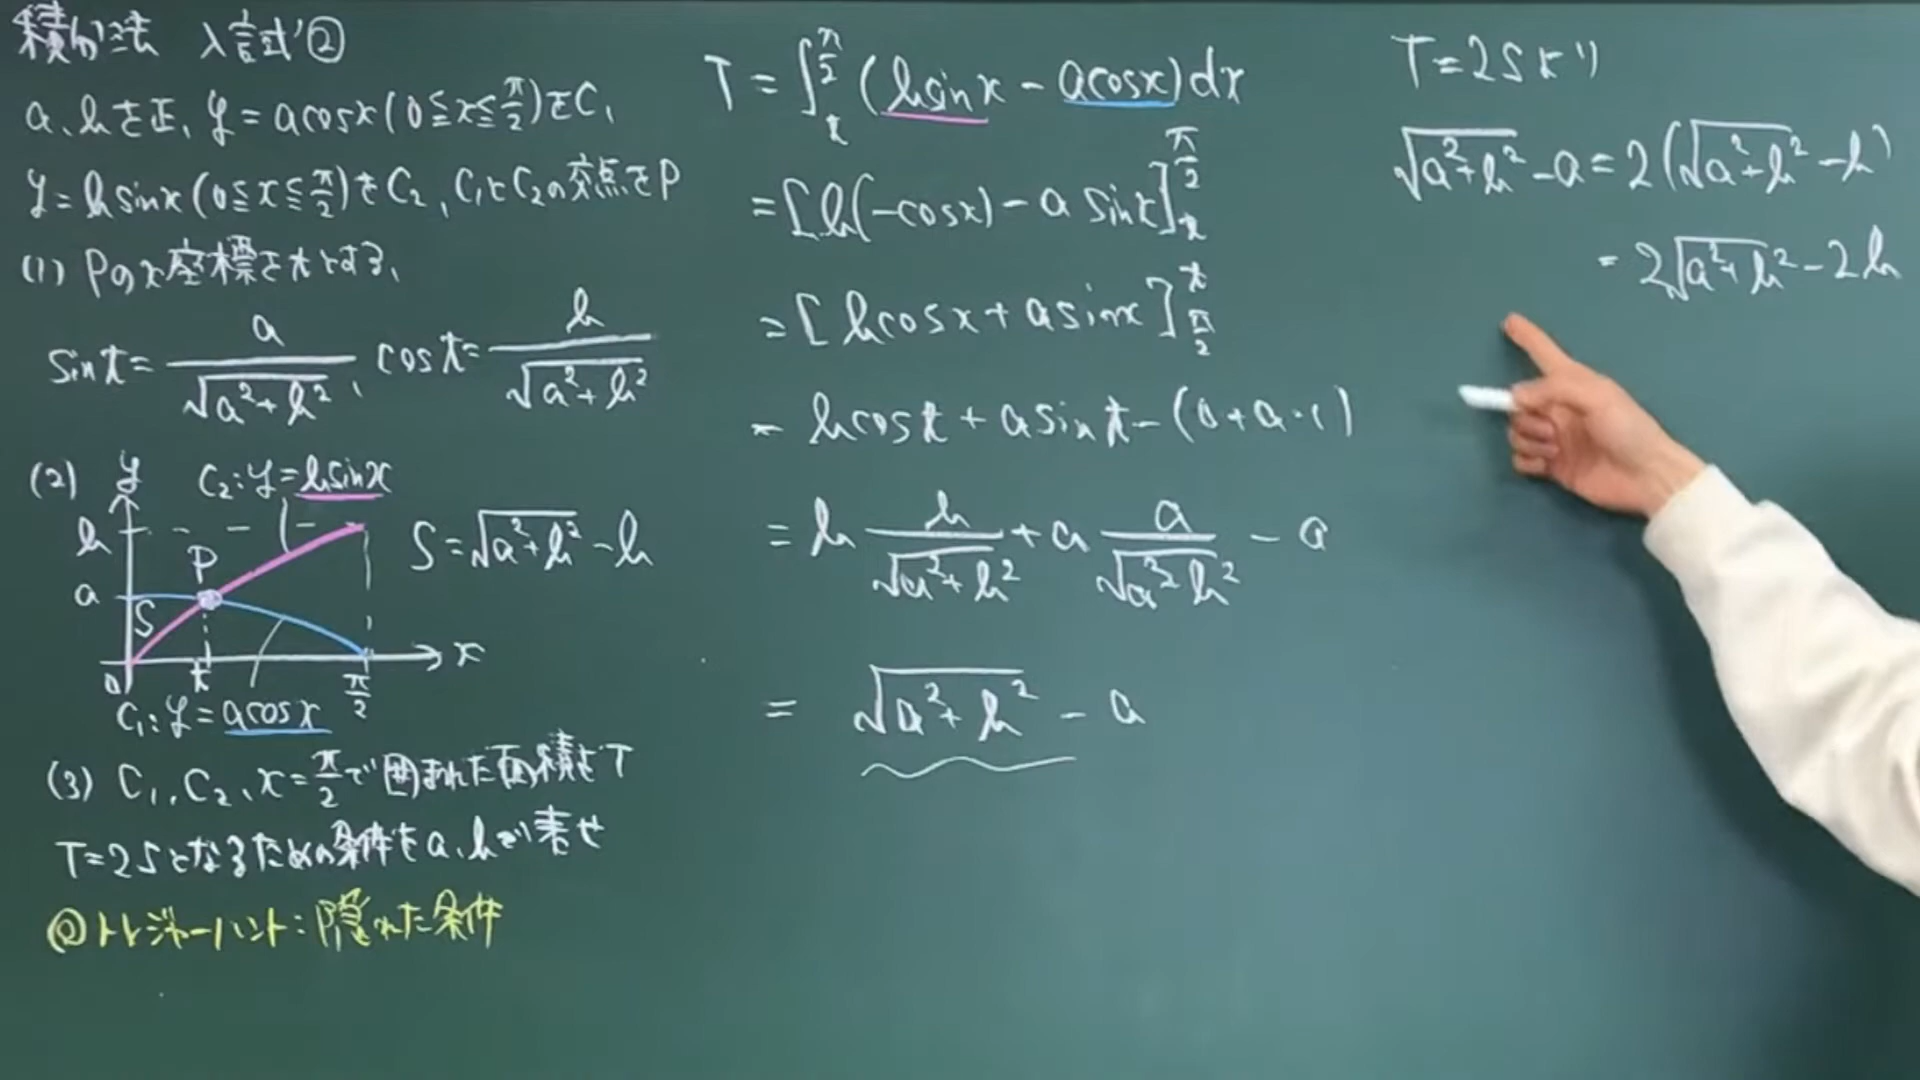 積分法 入試②
a、bを正、y=acosx(0≦x≦π/2)をC₁
y=bsinx(0≦x≦π/2)をC₂、C₁とC₂の交点をP
(1) Pのx座標をtとする、
sint=a/√(a²+b²)、cost=b/√(a²+b²)
(2) y C₂:y=bsinx
b
P
S=√(a²+b²)-b
a
S
x
0 t π/2
C₁:y=acosx
(3) C₁、C₂、x=π/2で囲まれた面積をT
T=2Sとなるための条件をa、bで表せ
◎トレジャーハント:隠れた条件
T=∫_t^{π/2}(bsinx-acosx)dx
=[b(-cosx)-a sinx]_t^{π/2}
=[bcosx+asinx]_{π/2}^t
=bcost+asint-(0+a·1)
=b b/√(a²+b²)+a a/√(a²+b²)-a
=√(a²+b²)-a
T=2Sより
√(a²+b²)-a=2(√(a²+b²)-b)
=2√(a²+b²)-2b